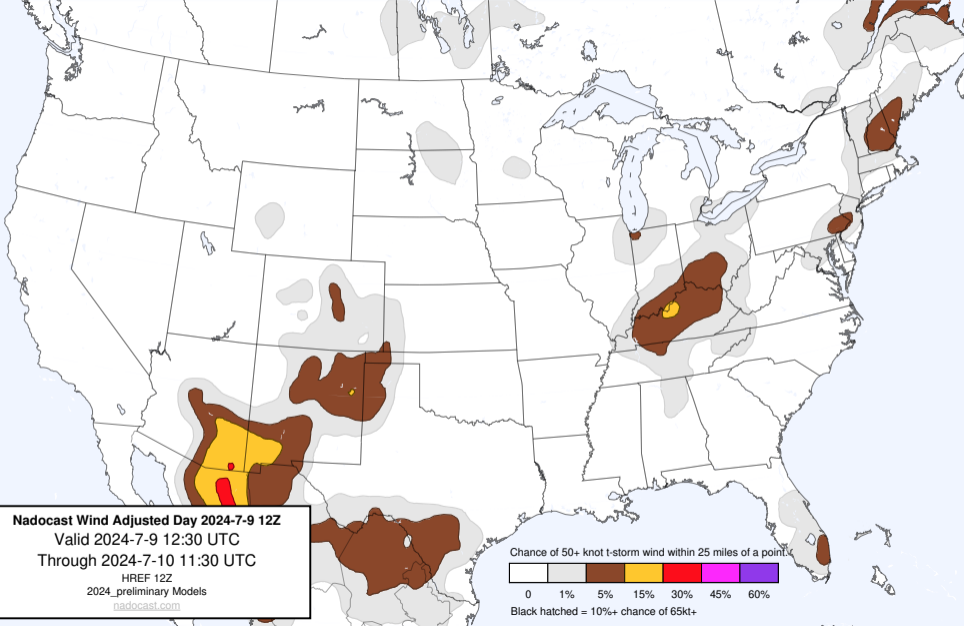 Nadocast Wind Adjusted Day 2024-7-9 12Z
Valid 2024-7-9 12:30 UTC
Through 2024-7-10 11:30 UTC
HREF 12Z
2024_preliminary Models
nadocast.com
Chance of 50+ knot t-storm wind within 25 miles of a point.
0 1% 5% 15% 30% 45% 60%
Black hatched = 10%+ chance of 65kt+